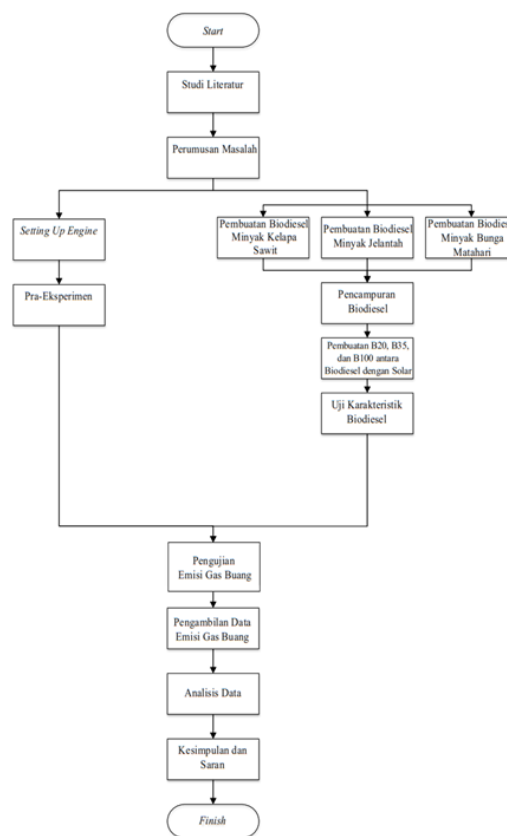 Start
Studi Literatur
Perumusan Masalah
Setting Up Engine
Pra-Eksperimen
Pembuatan Biodiesel
Minyak Kelapa
Sawit
Pembuatan Biodiesel
Minyak Jelantah
Pembuatan Biodie
Minyak Bunga
Matahari
Pencampuran
Biodiesel
Pembuatan B20, B35,
dan B100 antara
Biodiesel dengan Solar
Uji Karakteristik
Biodiesel
Pengujian
Emisi Gas Buang
Pengambilan Data
Emisi Gas Buang
Analisis Data
Kesimpulan dan
Saran
Finish